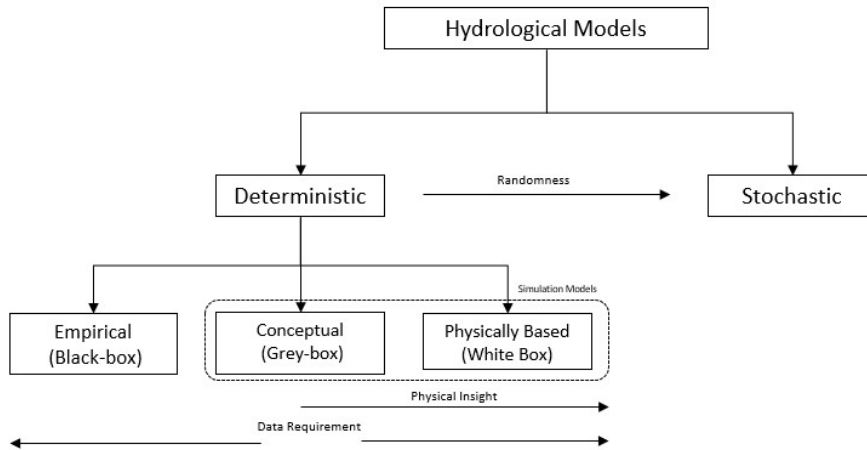 Hydrological Models
Deterministic
Randomness
Stochastic
Simulation Models
Empirical
(Black-box)
Conceptual
(Grey-box)
Physically Based
(White Box)
Physical Insight
Data Requirement